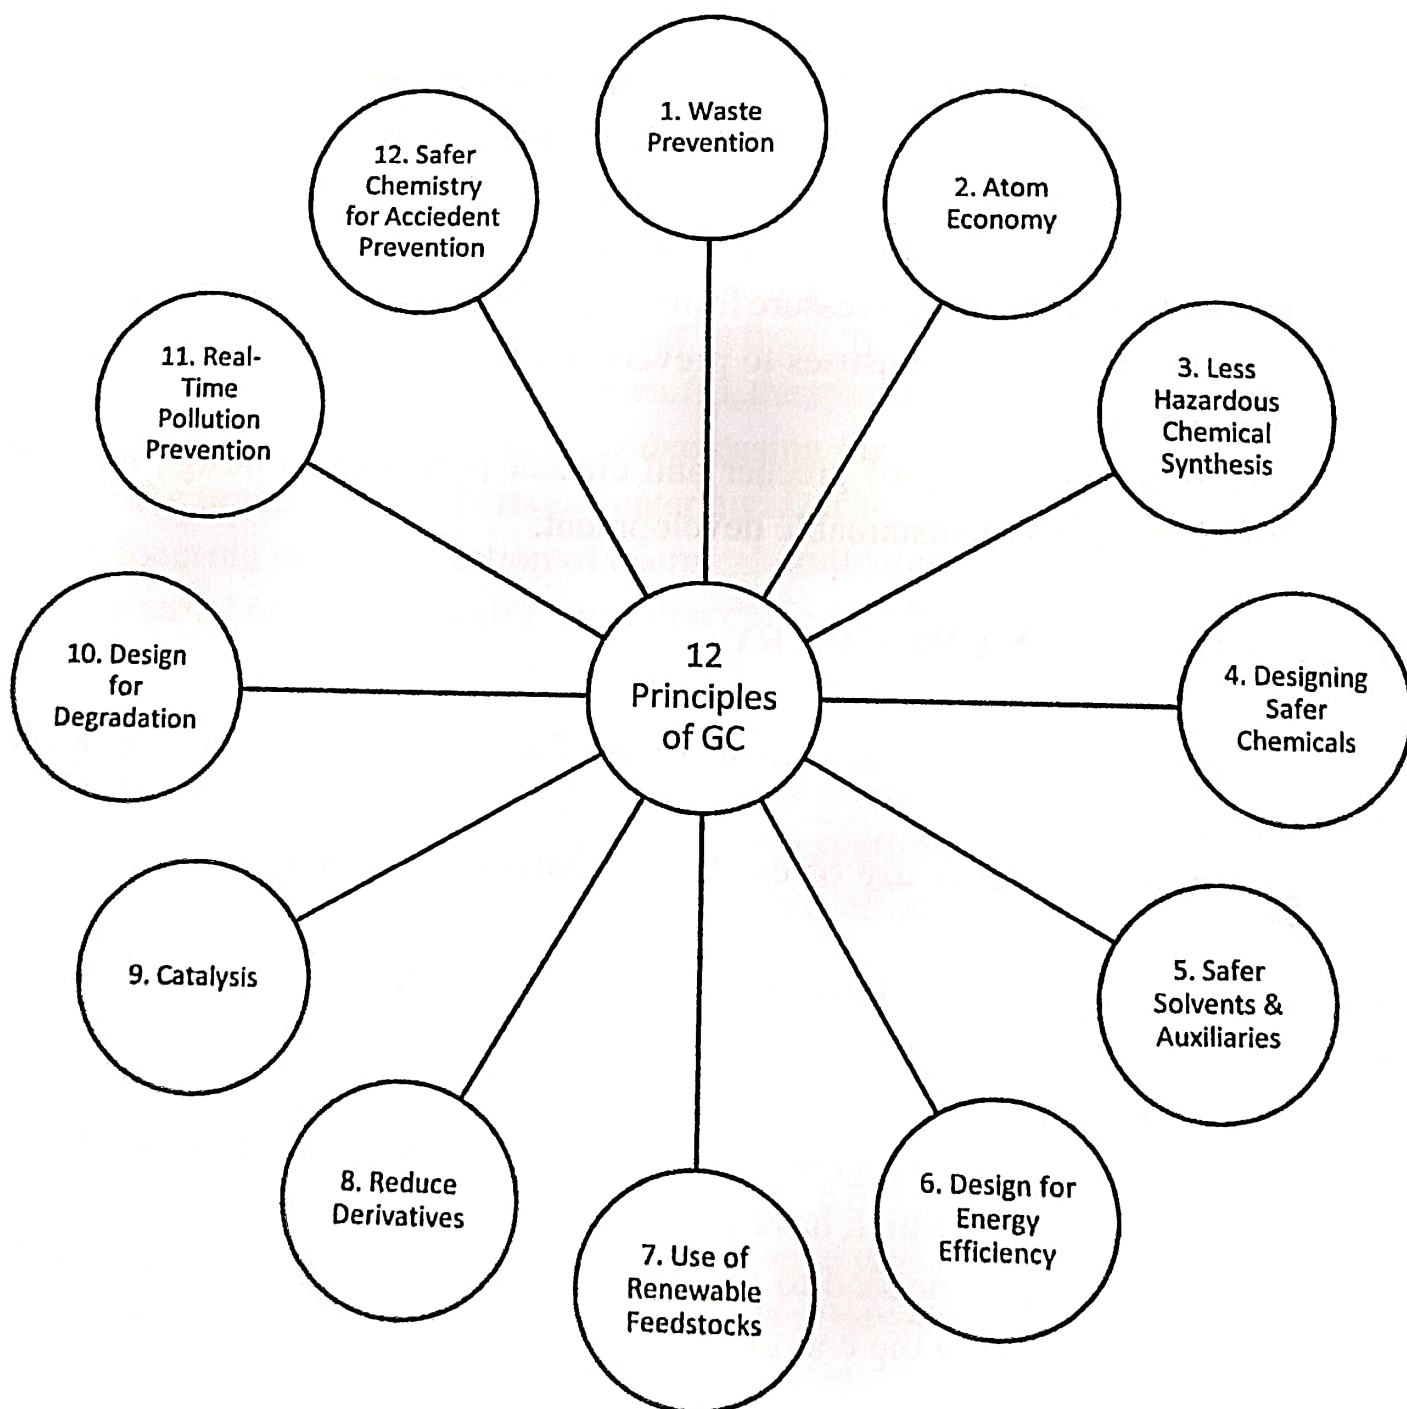 1. Waste
Prevention
2. Atom
Economy
3. Less
Hazardous
Chemical
Synthesis
4. Designing
Safer
Chemicals
5. Safer
Solvents &
Auxiliaries
6. Design for
Energy
Efficiency
7. Use of
Renewable
Feedstocks
8. Reduce
Derivatives
9. Catalysis
10. Design
for
Degradation
11. Real-
Time
Pollution
Prevention
12. Safer
Chemistry
for Acciedent
Prevention
12
Principles
of GC